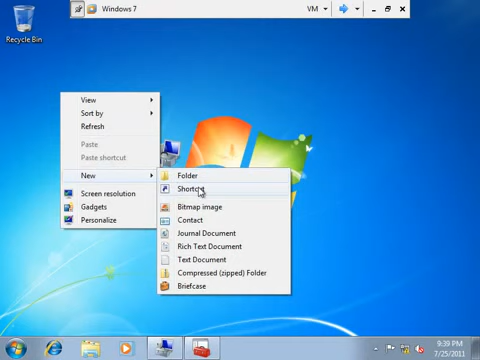 Windows 7
VM
Recycle Bin
View
Sort by
Refresh
Paste
Paste shortcut
New
Screen resolution
Gadgets
Personalize
Folder
Shortcut
Bitmap image
Contact
Journal Document
Rich Text Document
Text Document
Compressed (zipped) Folder
Briefcase
9:39 PM
7/25/2011